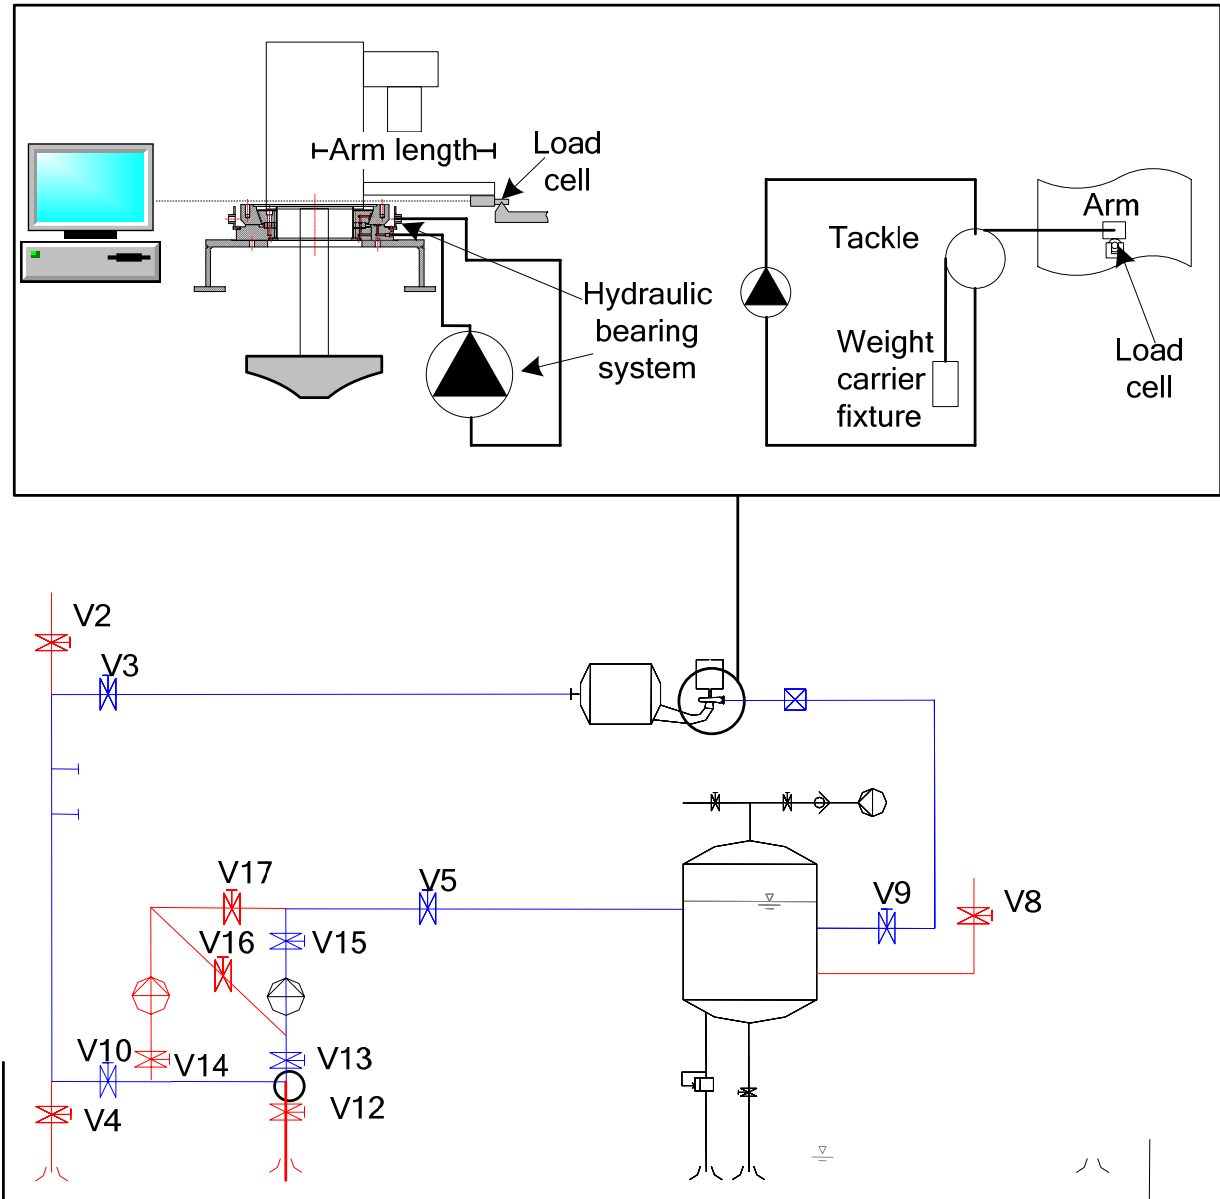 Arm length
Load
cell
Hydraulic
bearing
system
Tackle
Arm
Weight
carrier
fixture
Load
cell
V2
V3
V17
V5
V9
V8
V16
V15
V10
V14
V13
V4
V12